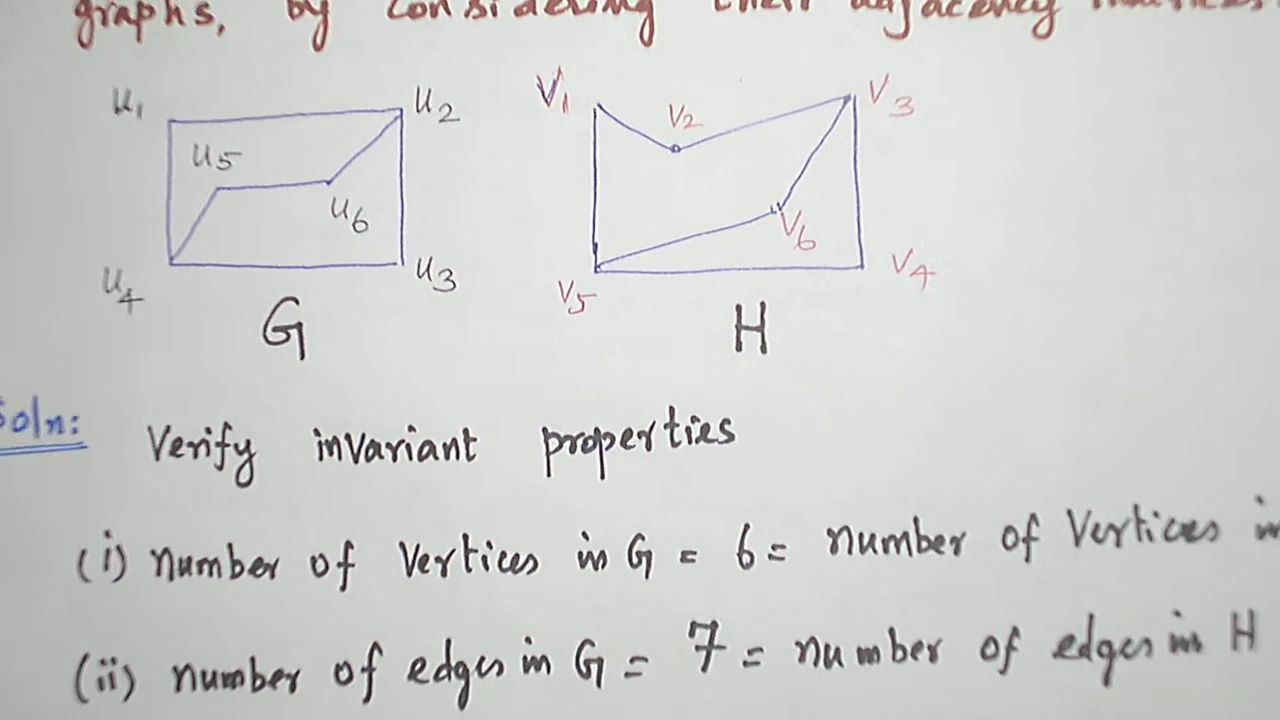 graphs, by considering their adjacency
u1 u2 V1 V2 V3
u5
u6 V6
u4 u3 V5 V4
G H
Soln: Verify invariant properties
(i) number of Vertices in G = 6 = number of Vertices in
(ii) number of edges in G = 7 = number of edges in H